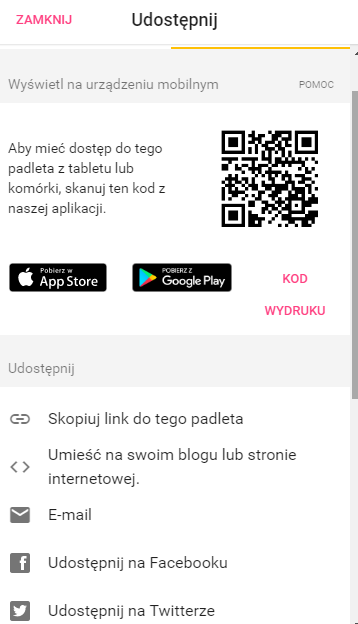 ZAMKNIJ
Udostępnij
Wyświetl na urządzeniu mobilnym
POMOC
Aby mieć dostęp do tego
padleta z tabletu lub
komórki, skanuj ten kod z
naszej aplikacji.
Pobierz w
App Store
POBIERZ Z
Google Play
KOD
WYDRUKU
Udostępnij
Skopiuj link do tego padleta
Umieść na swoim blogu lub stronie
internetowej.
E-mail
Udostępnij na Facebooku
Udostępnij na Twitterze